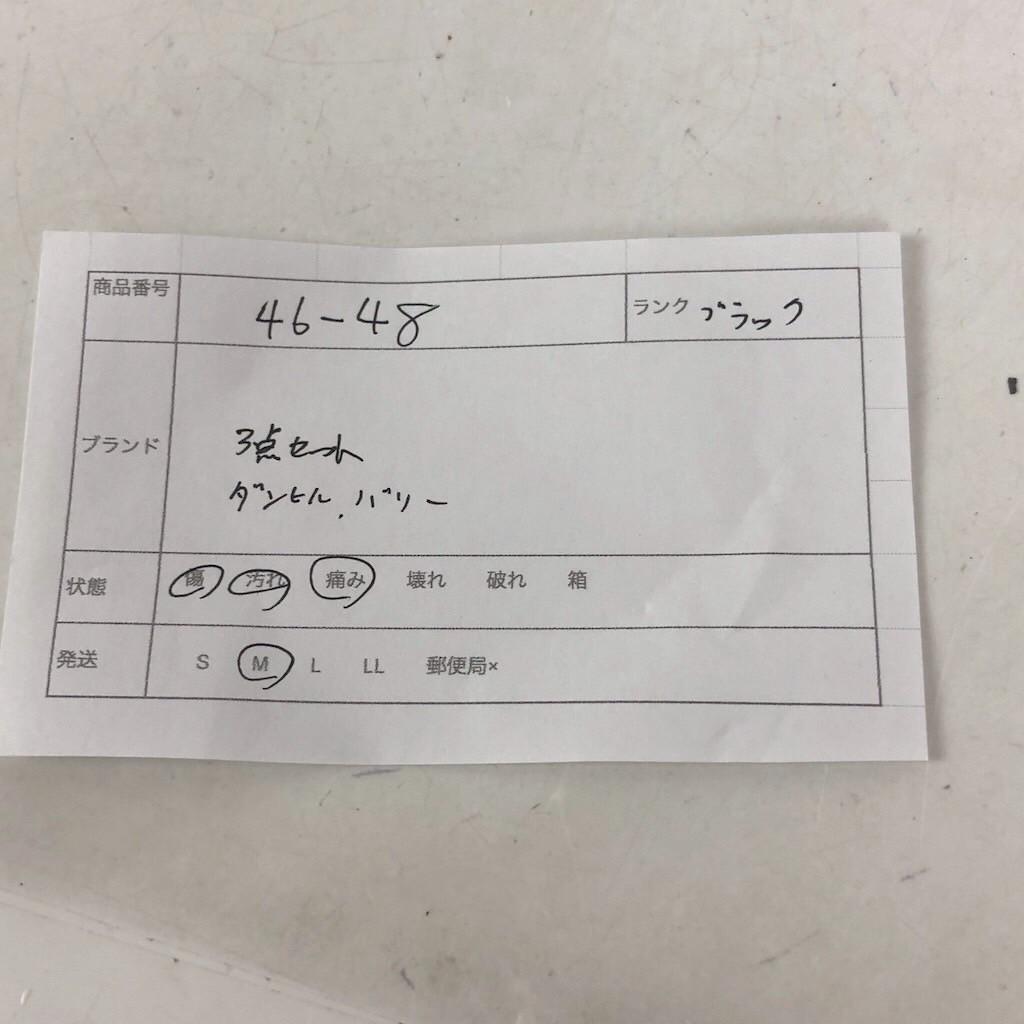 商品番号 46-48 ランク ブラック
ブランド 3点セット
ダンヒル、バリー
状態 傷 汚れ 痛み 壊れ 破れ 箱
発送 S M L LL 郵便局×